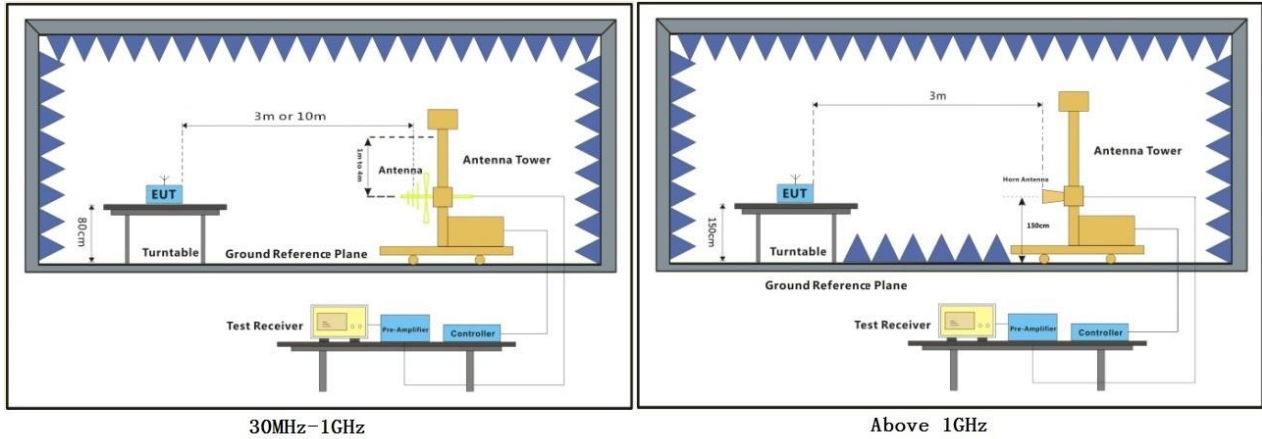 3m or 10m
1m to 4m
Antenna
Antenna Tower
EUT
80cm
Turntable
Ground Reference Plane
Test Receiver
Pre-Amplifier
Controller
30MHz-1GHz
3m
Antenna Tower
Horn Antenna
EUT
150cm
150cm
Turntable
Ground Reference Plane
Test Receiver
Pre-Amplifier
Controller
Above 1GHz